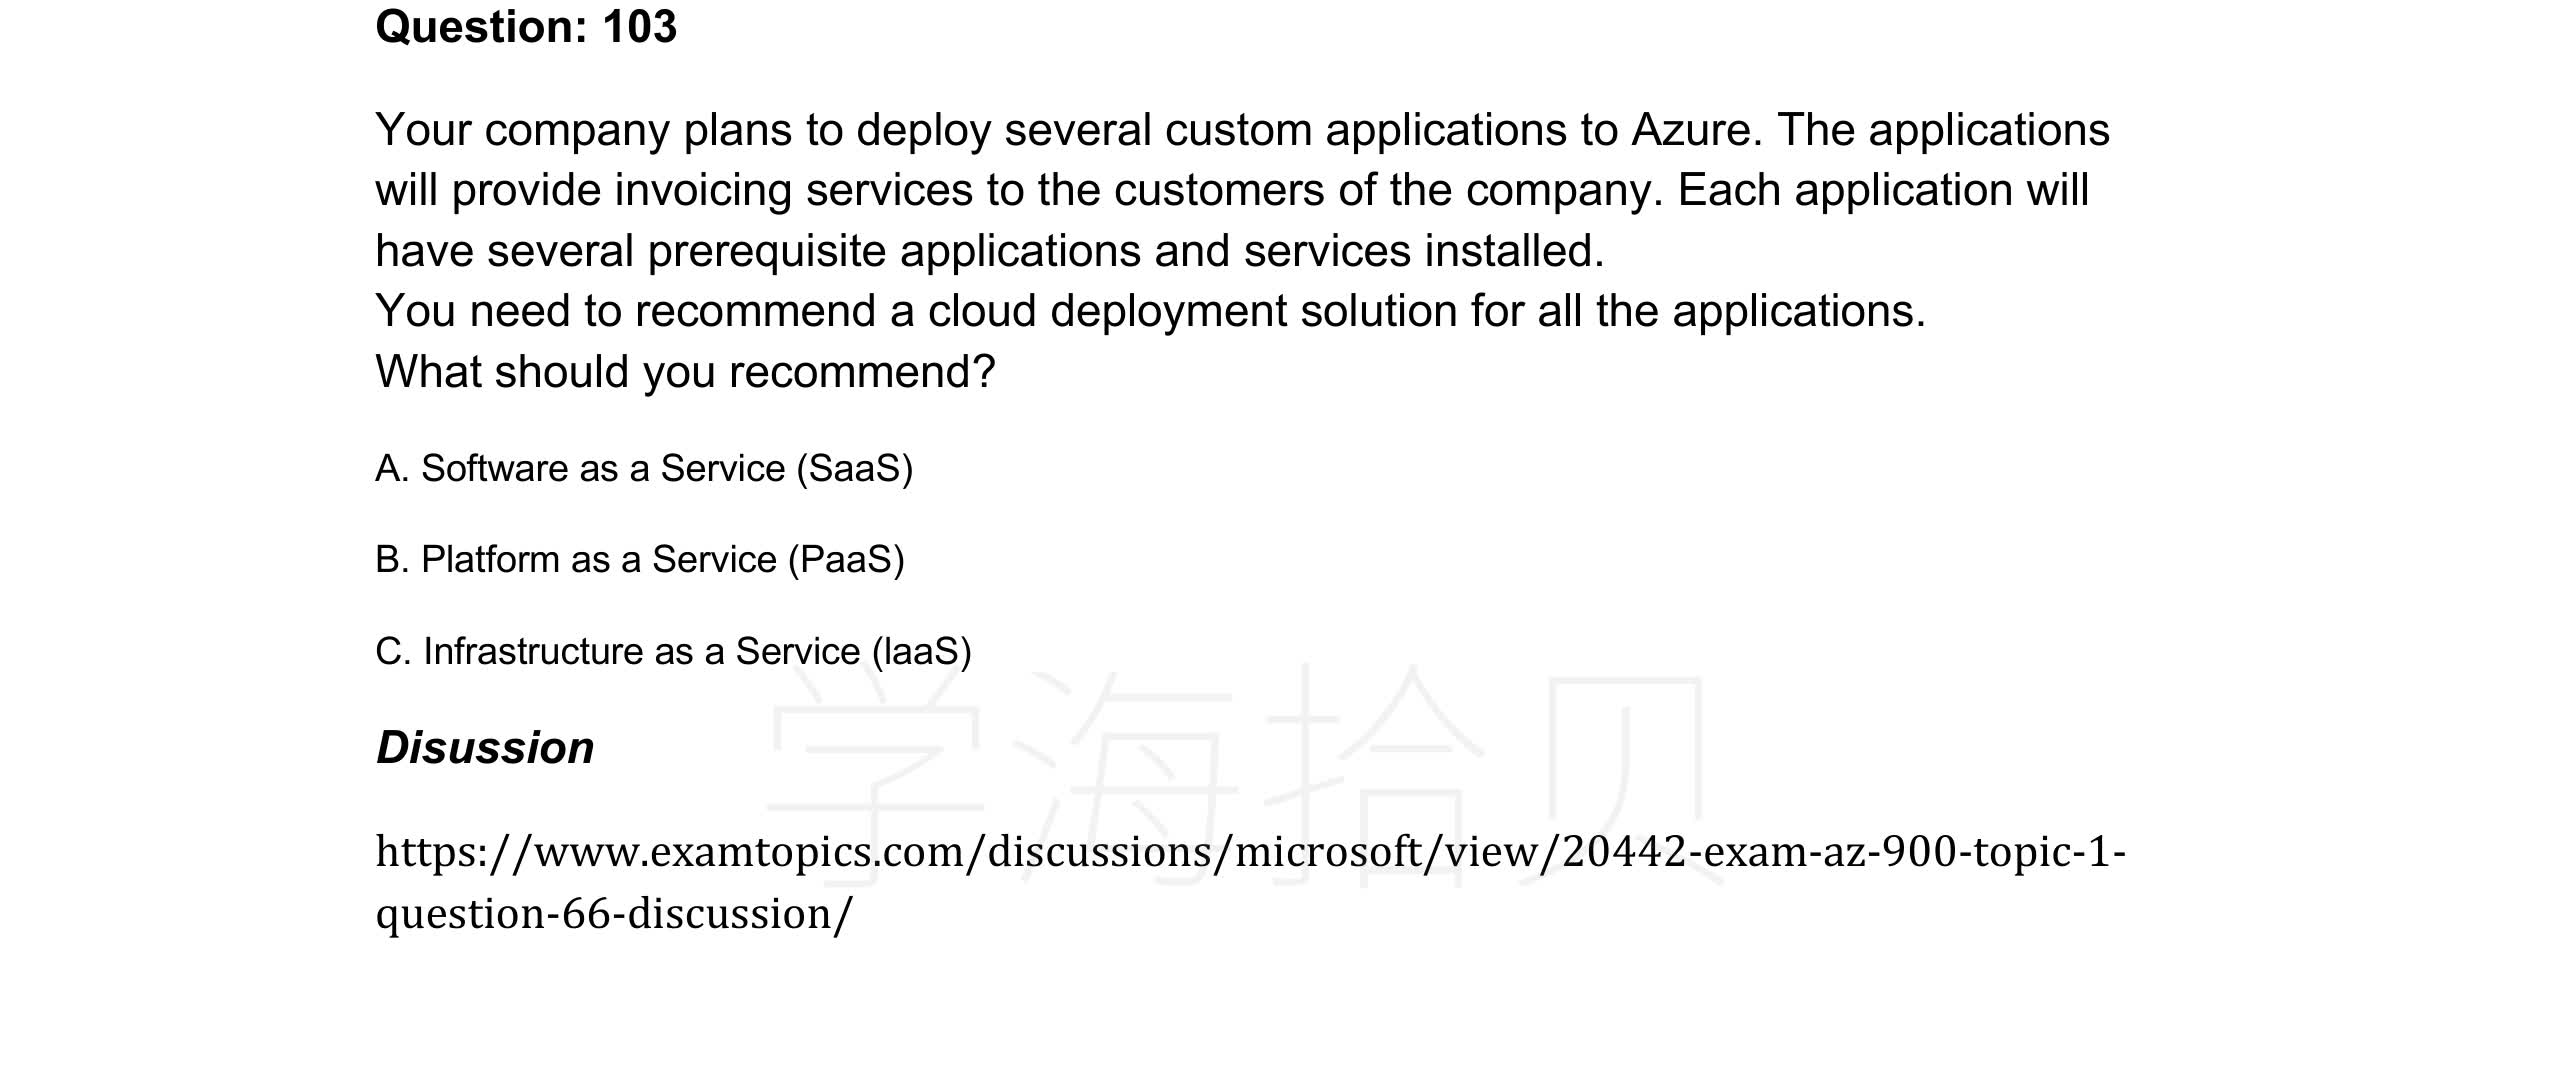 Question: 103
Your company plans to deploy several custom applications to Azure. The applications
will provide invoicing services to the customers of the company. Each application will
have several prerequisite applications and services installed.
You need to recommend a cloud deployment solution for all the applications.
What should you recommend?
A. Software as a Service (SaaS)
B. Platform as a Service (PaaS)
C. Infrastructure as a Service (laaS)
学海拾贝
Disussion
https://www.examtopics.com/discussions/microsoft/view/20442-exam-az-900-topic-1-
question-66-discussion/